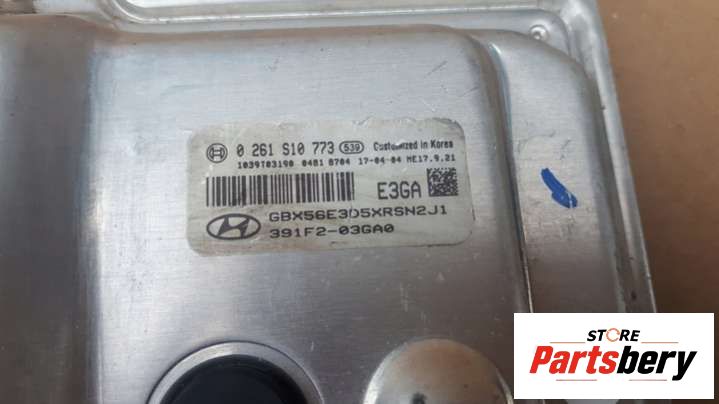 0 261 S10 773 539 Customized in Korea
1039T03190 0481 8704 17-04-04 ME17.9.21
E3GA
GBX56E3D5XRSN2J1
391F2-03GA0
STORE
Partsbery